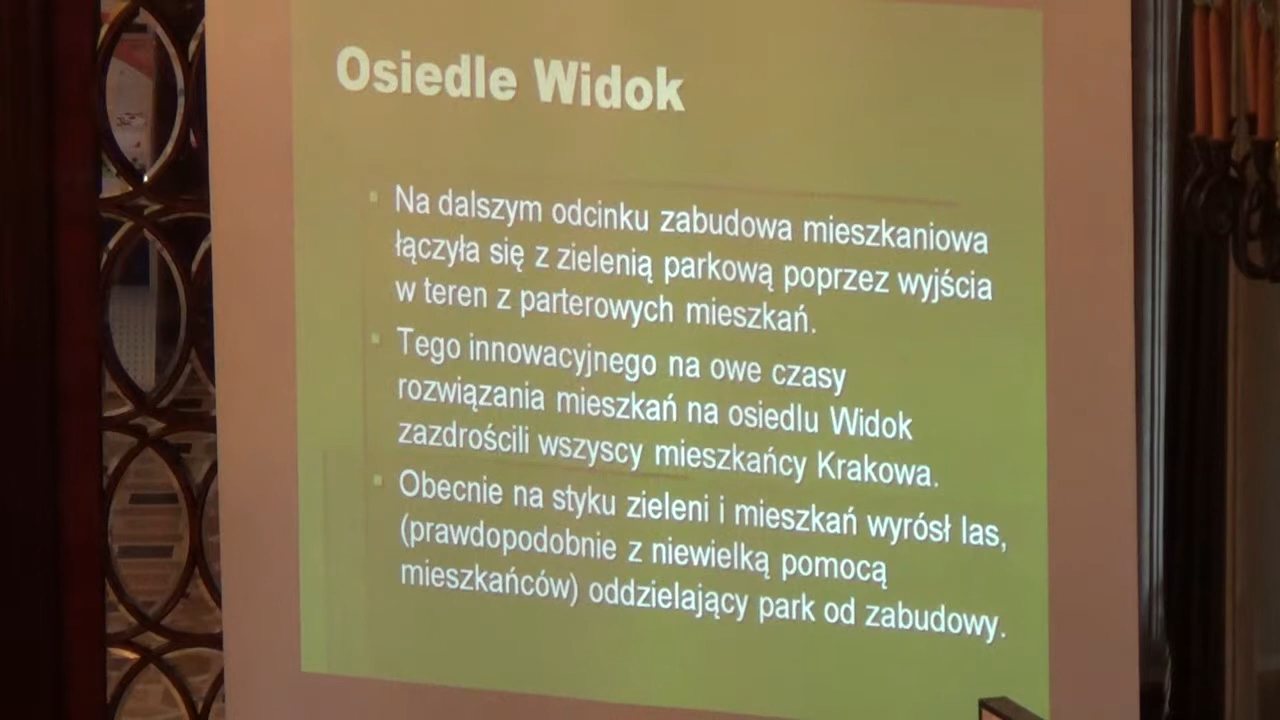 Osiedle Widok
Na dalszym odcinku zabudowa mieszkaniowa
łączyła się z zielenią parkową poprzez wyjścia
w teren z parterowych mieszkań.
Tego innowacyjnego na owe czasy
rozwiązania mieszkań na osiedlu Widok
zazdrościli wszyscy mieszkańcy Krakowa.
Obecnie na styku zieleni i mieszkań wyrósł las,
(prawdopodobnie z niewielką pomocą
mieszkańców) oddzielający park od zabudowy.